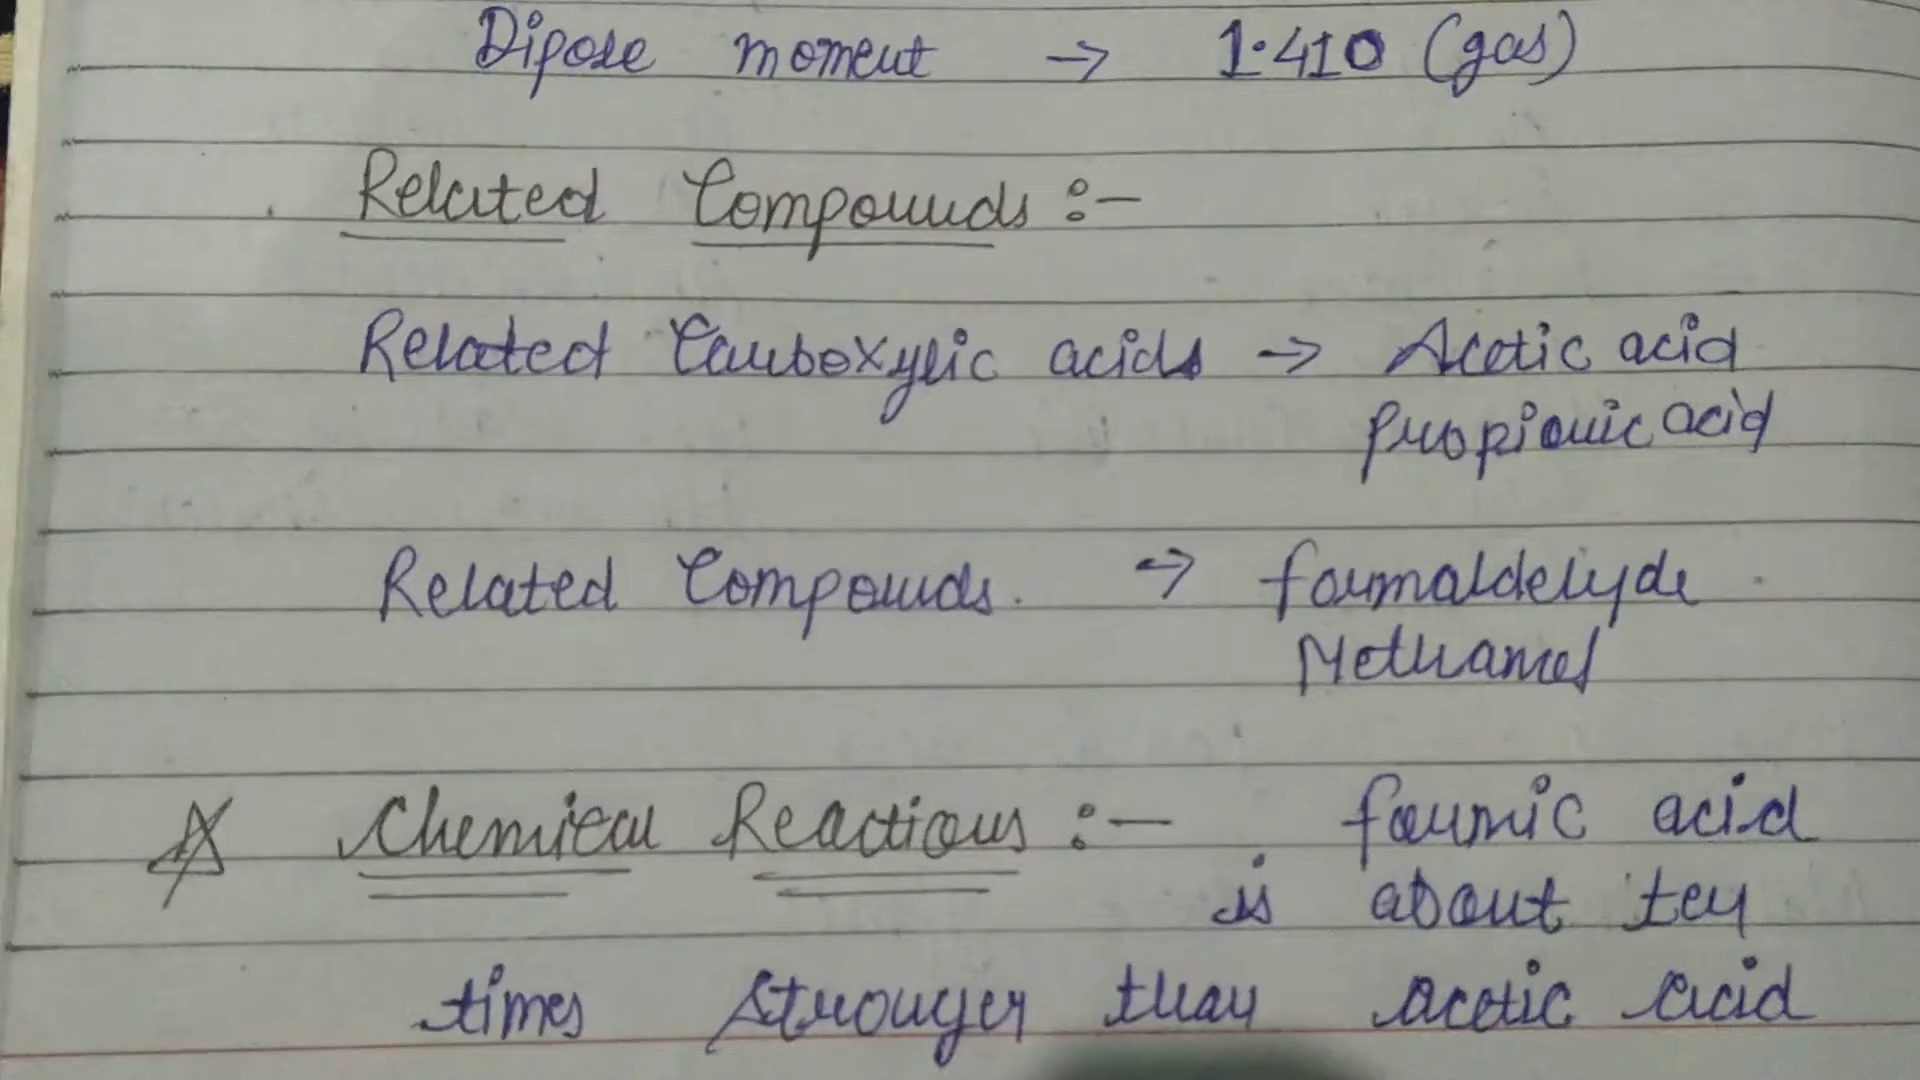 Dipole moment → 1.410 (gas)
Related Compounds :-
Related Carboxylic acids → Acetic acid
Propionic acid
Related Compounds. → formaldehyde
Methanol
Chemical Reactions :- formic acid
is about ten
times stronger than acetic acid